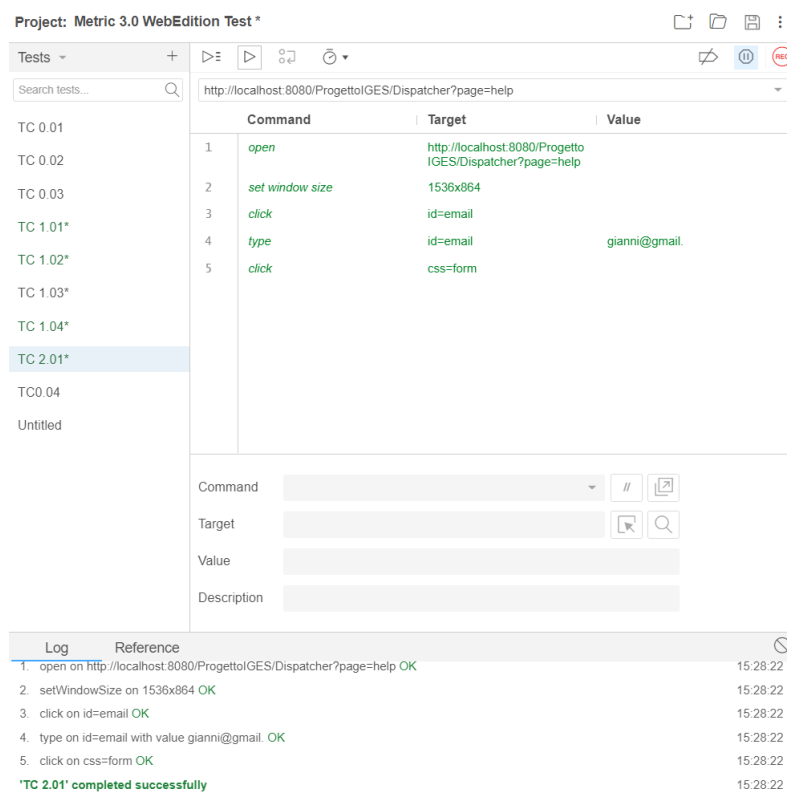 Project: Metric 3.0 WebEdition Test *
Tests
Search tests...
http://localhost:8080/ProgettoIGES/Dispatcher?page=help
REC
Command Target Value
TC 0.01
TC 0.02
TC 0.03
TC 1.01*
TC 1.02*
TC 1.03*
TC 1.04*
TC 2.01*
TC0.04
Untitled
1 open http://localhost:8080/Progetto
IGES/Dispatcher?page=help
2 set window size 1536x864
3 click id=email
4 type id=email gianni@gmail.
5 click css=form
Command //
Target
Value
Description
Log Reference
1. open on http://localhost:8080/ProgettoIGES/Dispatcher?page=help OK 15:28:22
2. setWindowSize on 1536x864 OK 15:28:22
3. click on id=email OK 15:28:22
4. type on id=email with value gianni@gmail. OK 15:28:22
5. click on css=form OK 15:28:22
'TC 2.01' completed successfully 15:28:22